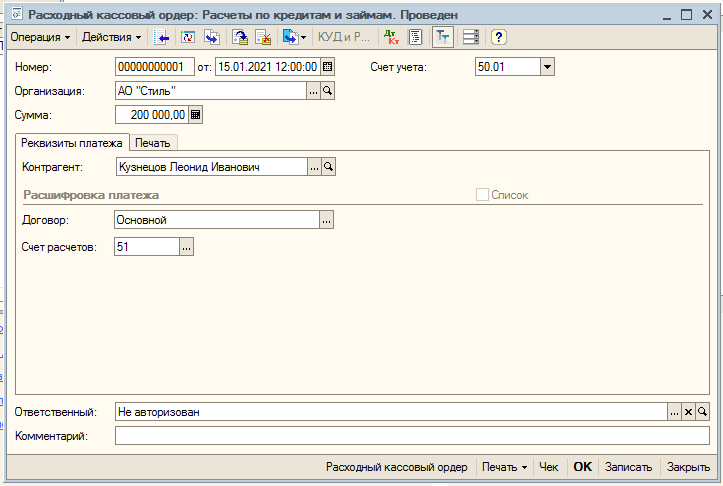 Расходный кассовый ордер: Расчеты по кредитам и займам. Проведен
Операция Действия КУД и Р... Дт Кт Тт ?
Номер: 00000000001 от: 15.01.2021 12:00:00 Счет учета: 50.01
Организация: АО "Стиль" ...
Сумма: 200 000,00
Реквизиты платежа Печать
Контрагент: Кузнецов Леонид Иванович ...
Расшифровка платежа Список
Договор: Основной ...
Счет расчетов: 51 ...
Ответственный: Не авторизован ... ×
Комментарий:
Расходный кассовый ордер Печать Чек OK Записать Закрыть